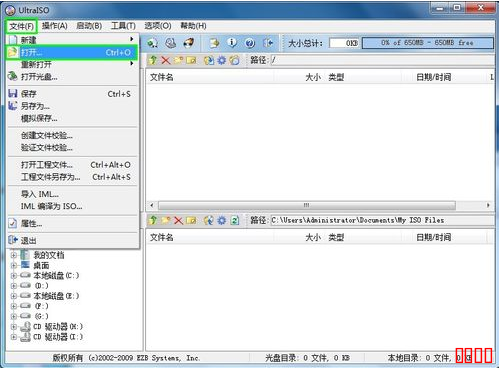 UltraISO
文件(F) 操作(A) 启动(B) 工具(T) 选项(O) 帮助(H)
新建
打开... Ctrl+O
重新打开
打开光盘...
保存 Ctrl+S
另存为...
模拟保存...
创建文件校验...
验证文件校验...
打开工程文件... Ctrl+Alt+O
工程文件另存为... Ctrl+Alt+S
导入 IML...
IML 编译为 ISO...
属性...
退出
大小总计: 0KB 0% of 650MB - 650MB free
路径: /
文件名 大小 类型 日期/时间 L
路径: C:\Users\Administrator\Documents\My ISO Files
文件名 大小 类型 日期/时间
我的文档
桌面
本地磁盘(C:)
(D:)
本地磁盘(E:)
(F:)
(G:)
CD 驱动器(H:)
CD 驱动器(I:)
版权所有 (c)2002-2009 EZB Systems, Inc. 光盘目录: 0 文件, 0 KB 本地目录: 0 文件, 0